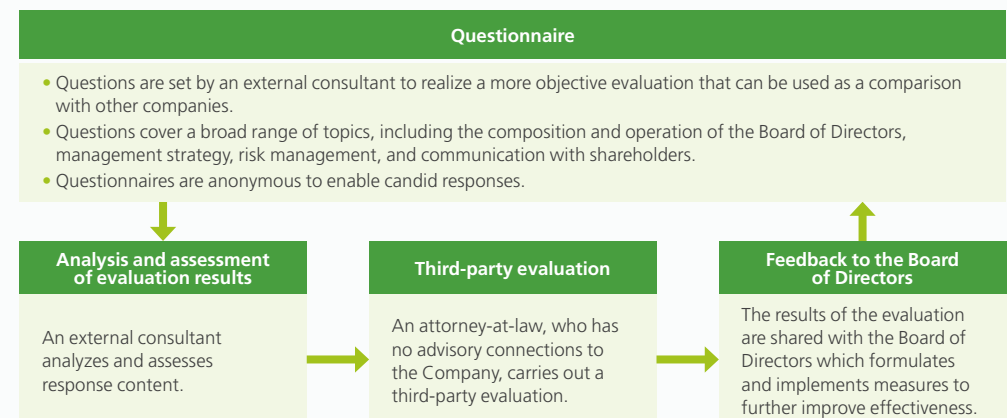 Questionnaire
• Questions are set by an external consultant to realize a more objective evaluation that can be used as a comparison
with other companies.
• Questions cover a broad range of topics, including the composition and operation of the Board of Directors,
management strategy, risk management, and communication with shareholders.
• Questionnaires are anonymous to enable candid responses.
Analysis and assessment
of evaluation results
An external consultant
analyzes and assesses
response content.
Third-party evaluation
An attorney-at-law, who has
no advisory connections to
the Company, carries out a
third-party evaluation.
Feedback to the Board
of Directors
The results of the evaluation
are shared with the Board of
Directors which formulates
and implements measures to
further improve effectiveness.